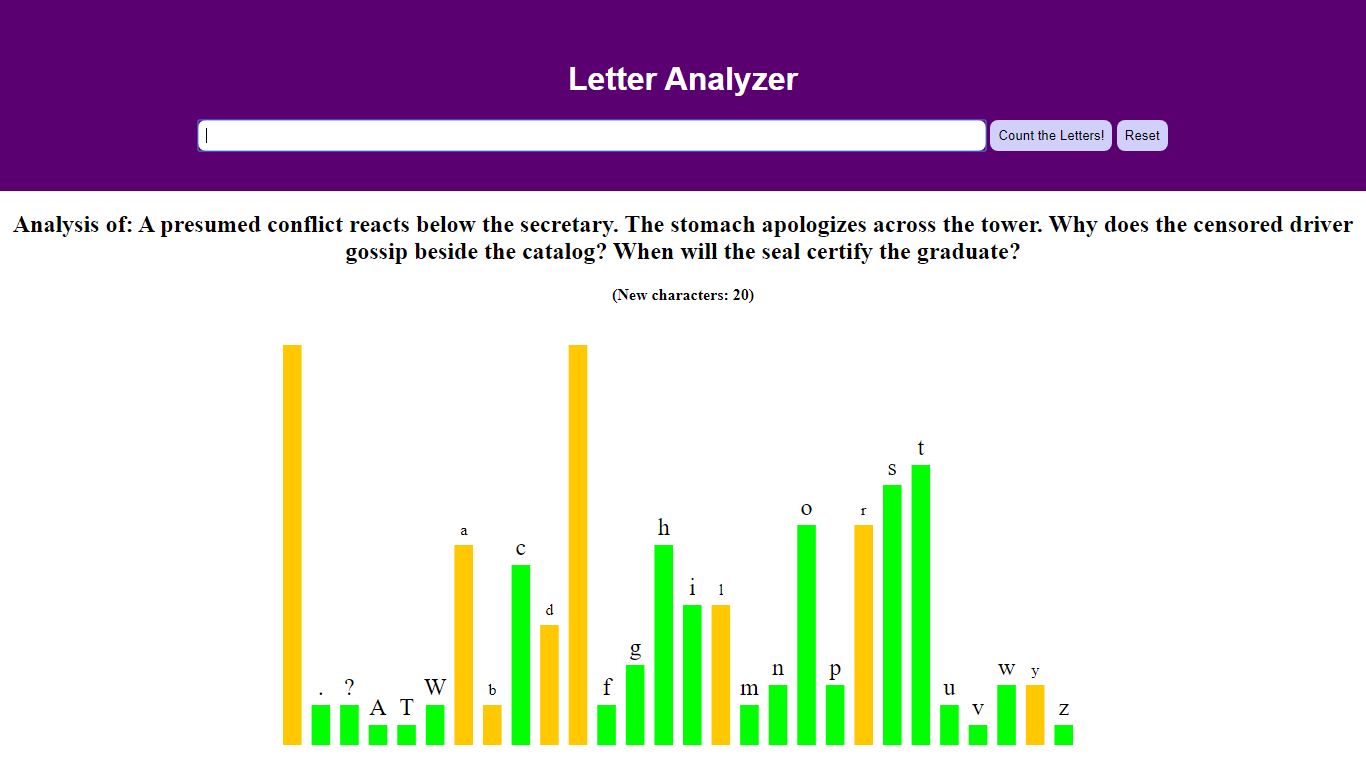 Letter Analyzer
Count the Letters! Reset
Analysis of: A presumed conflict reacts below the secretary. The stomach apologizes across the tower. Why does the censored driver
gossip beside the catalog? When will the seal certify the graduate?
(New characters: 20)
. ? A T W a b c d f g h i l m n o p r s t u v w y z